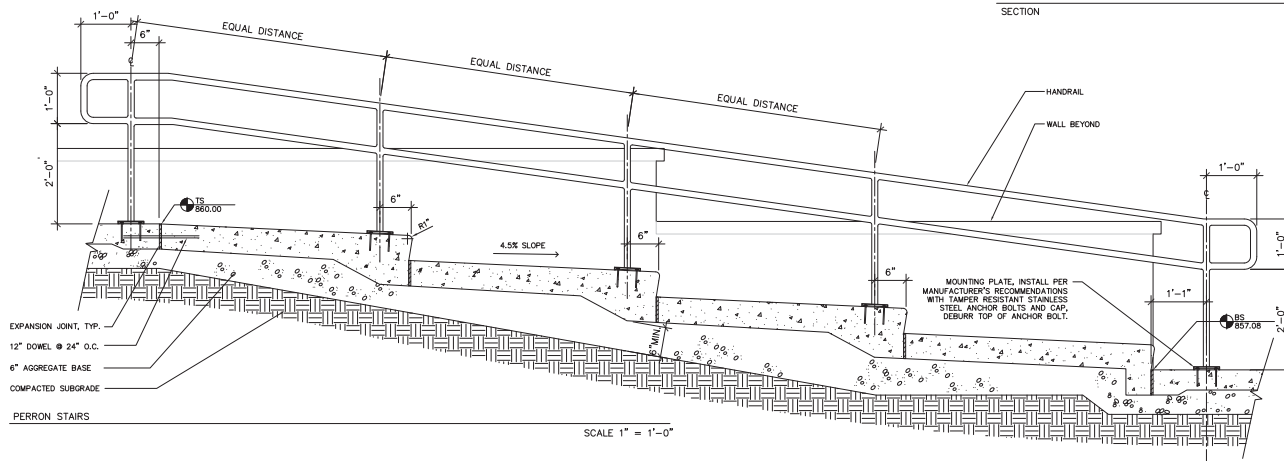 SECTION
1'-0"
6"
℄
EQUAL DISTANCE
EQUAL DISTANCE
EQUAL DISTANCE
HANDRAIL
WALL BEYOND
1'-0"
2'-0"
TS
860.00
6"
R1"
4.5% SLOPE
6"
6"
6" MIN.
1'-0"
℄
1'-0"
2'-0"
1'-1"
BS
857.08
MOUNTING PLATE, INSTALL PER
MANUFACTURER'S RECOMMENDATIONS
WITH TAMPER RESISTANT STAINLESS
STEEL ANCHOR BOLTS AND CAP,
DEBURR TOP OF ANCHOR BOLT.
EXPANSION JOINT, TYP.
12" DOWEL @ 24" O.C.
6" AGGREGATE BASE
COMPACTED SUBGRADE
PERRON STAIRS
SCALE 1" = 1'-0"